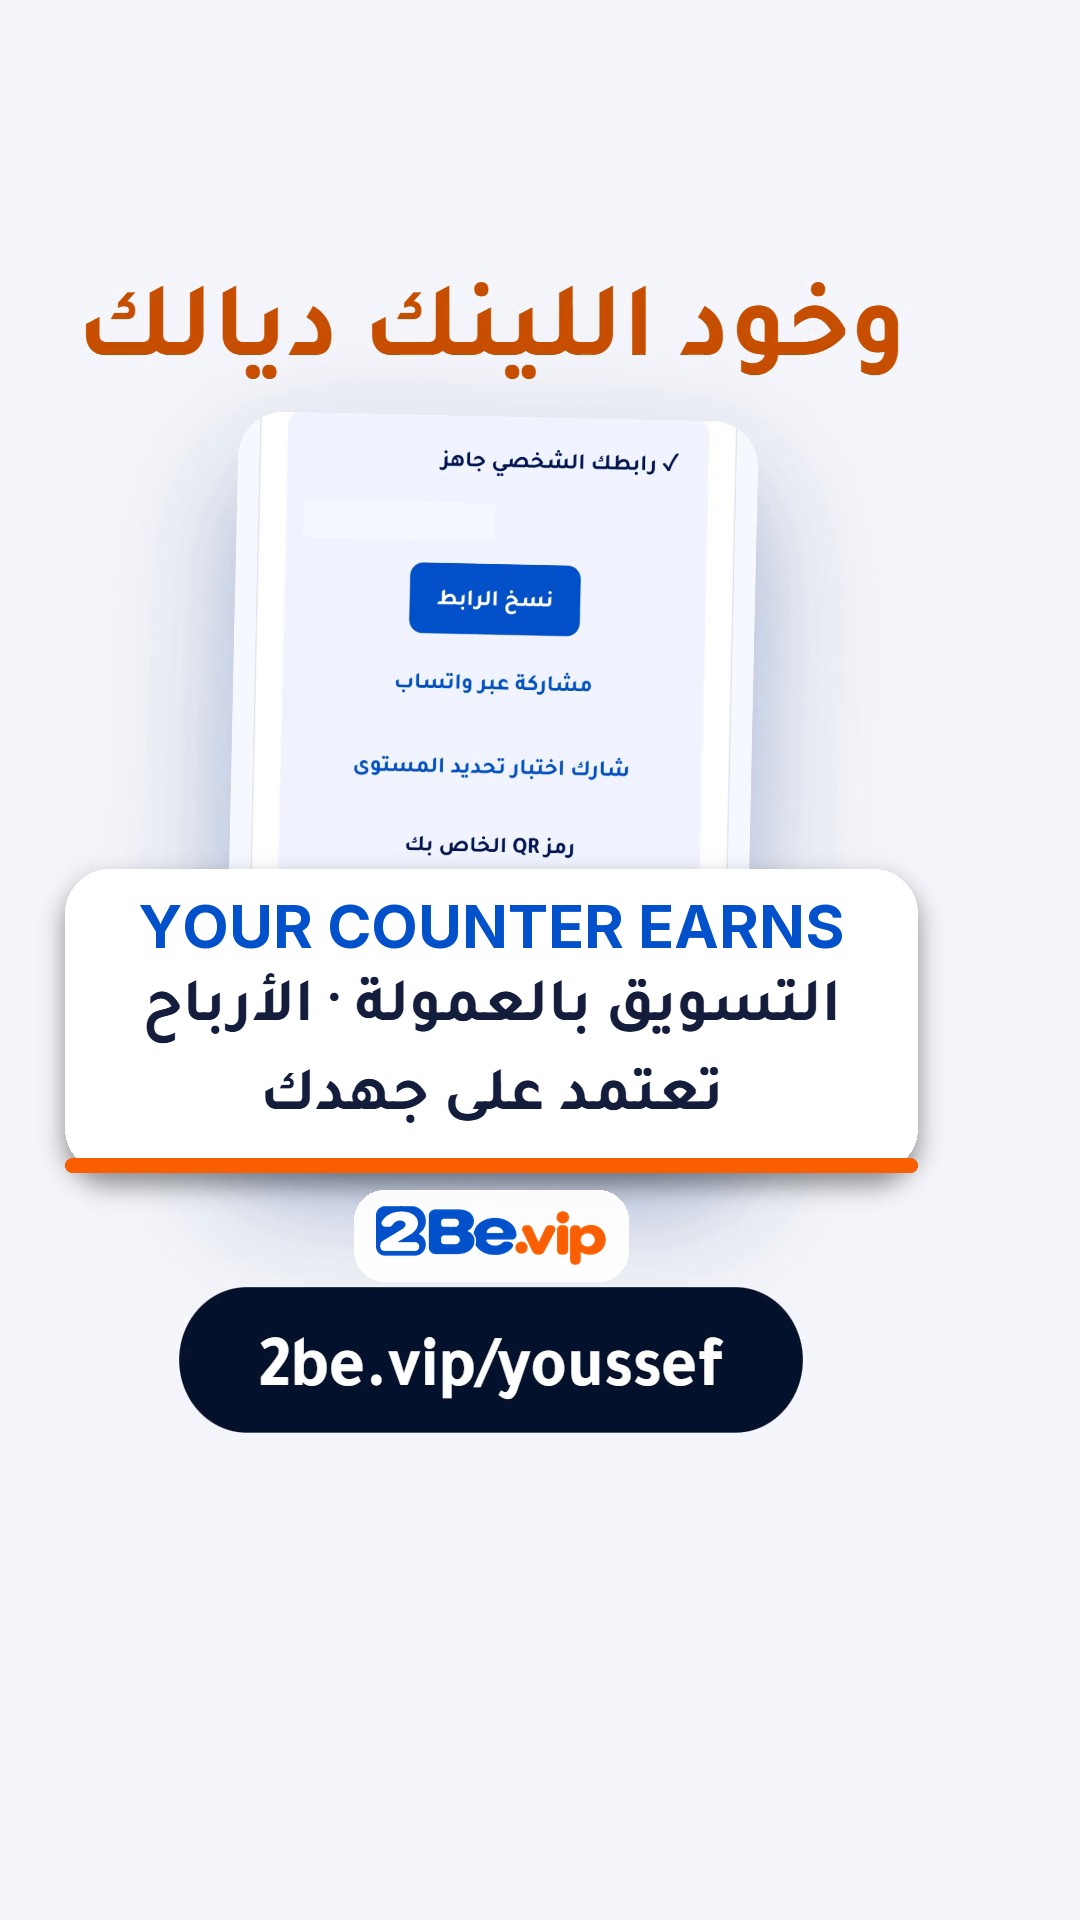 وخود اللينك ديالك
✓ رابطك الشخصي جاهز
نسخ الرابط
مشاركة عبر واتساب
شارك اختبار تحديد المستوى
رمز QR الخاص بك
YOUR COUNTER EARNS
التسويق بالعمولة · الأرباح
تعتمد على جهدك
2Be.vip
2be.vip/youssef